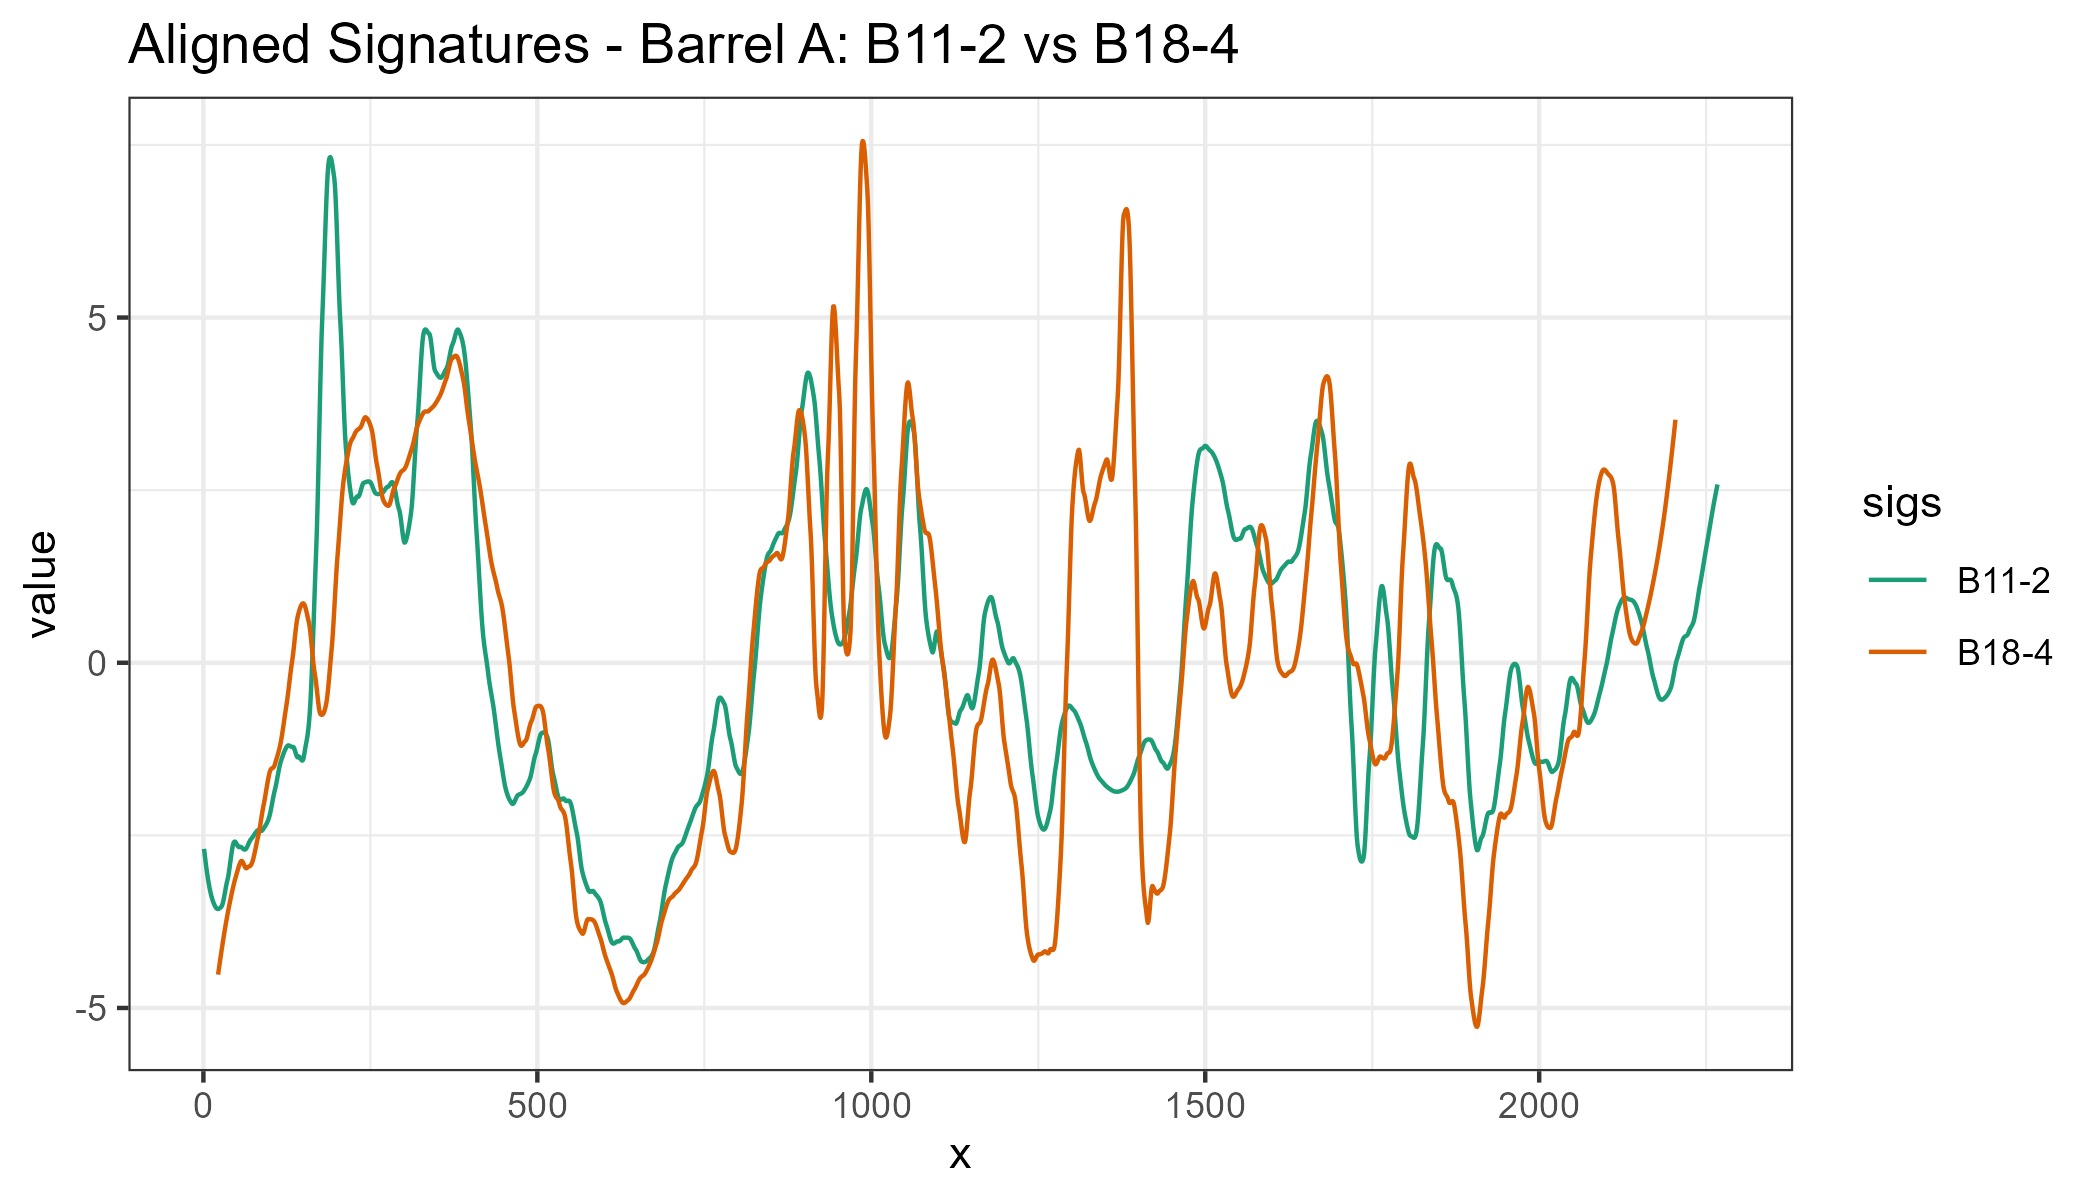 Aligned Signatures - Barrel A: B11-2 vs B18-4
value
5
0
-5
0
500
1000
1500
2000
x
sigs
B11-2
B18-4